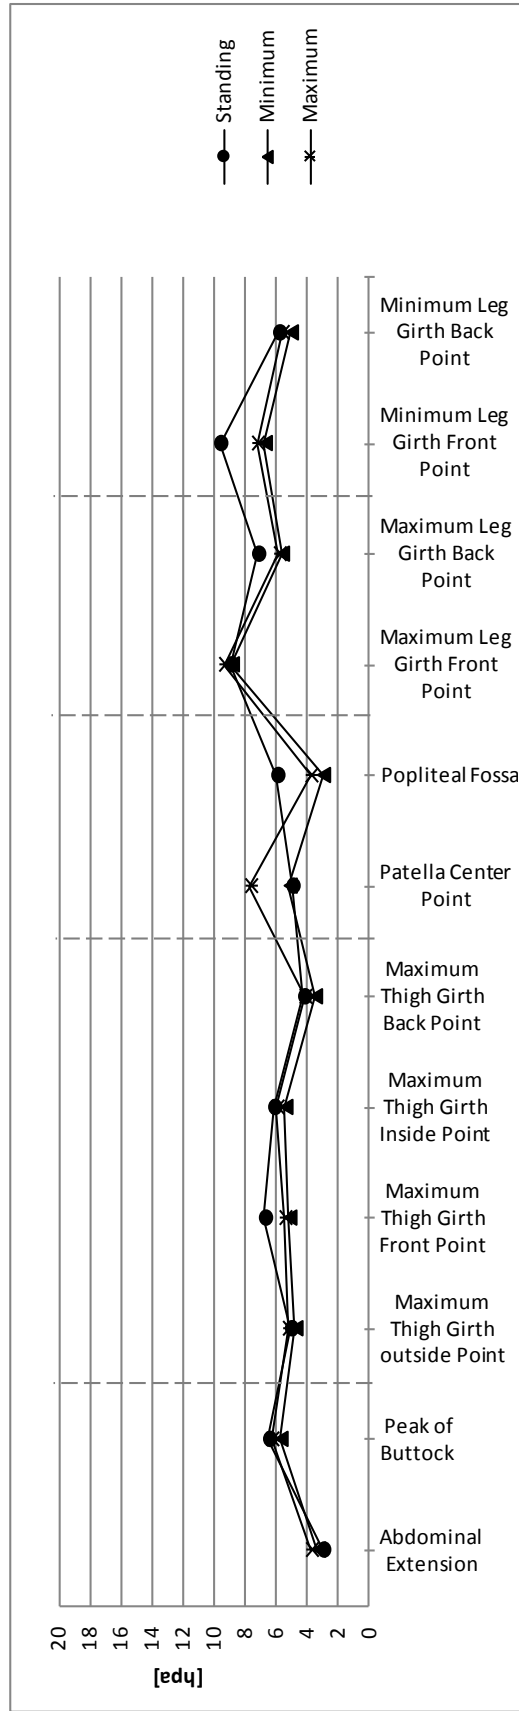 Standing
Minimum
Maximum
Minimum Leg
Girth Back
Point
Minimum Leg
Girth Front
Point
Maximum Leg
Girth Back
Point
Maximum Leg
Girth Front
Point
Popliteal Fossa
Patella Center
Point
Maximum
Thigh Girth
Back Point
Maximum
Thigh Girth
Inside Point
Maximum
Thigh Girth
Front Point
Maximum
Thigh Girth
outside Point
Peak of
Buttock
Abdominal
Extension
20
18
16
14
12
10
8
6
4
2
0
[hpa]